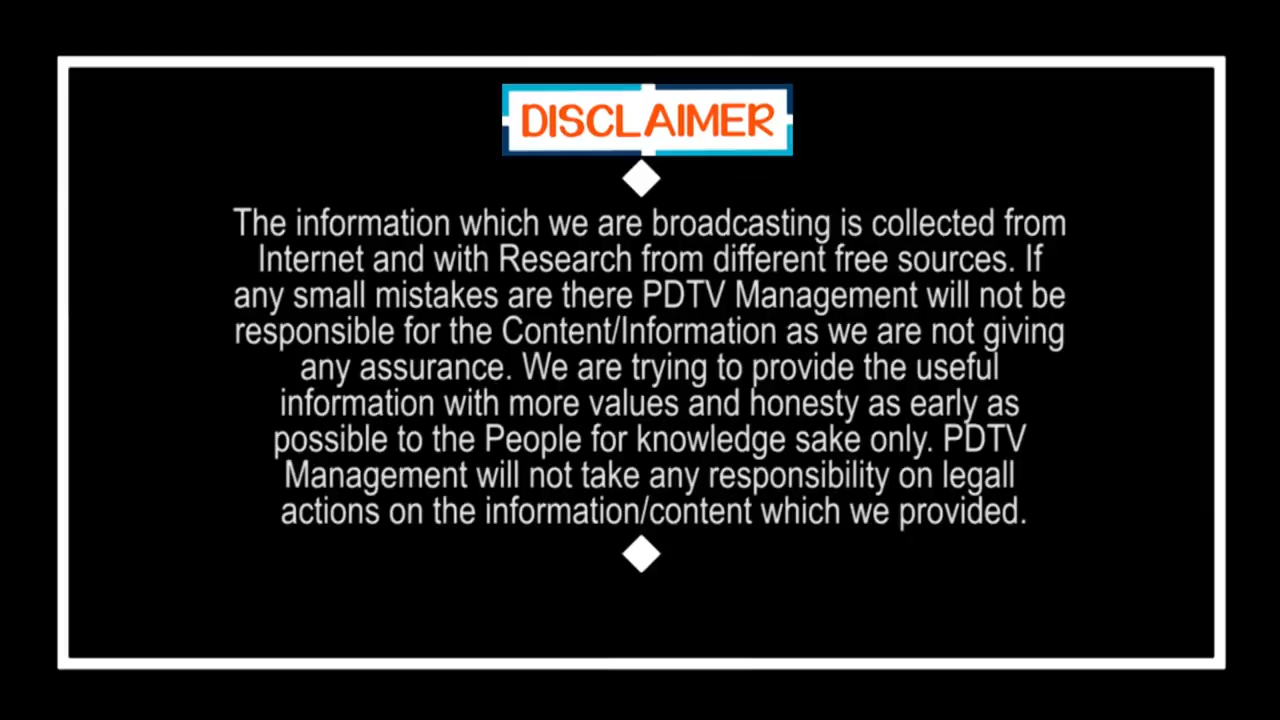 DISCLAIMER
The information which we are broadcasting is collected from
Internet and with Research from different free sources. If
any small mistakes are there PDTV Management will not be
responsible for the Content/Information as we are not giving
any assurance. We are trying to provide the useful
information with more values and honesty as early as
possible to the People for knowledge sake only. PDTV
Management will not take any responsibility on legall
actions on the information/content which we provided.